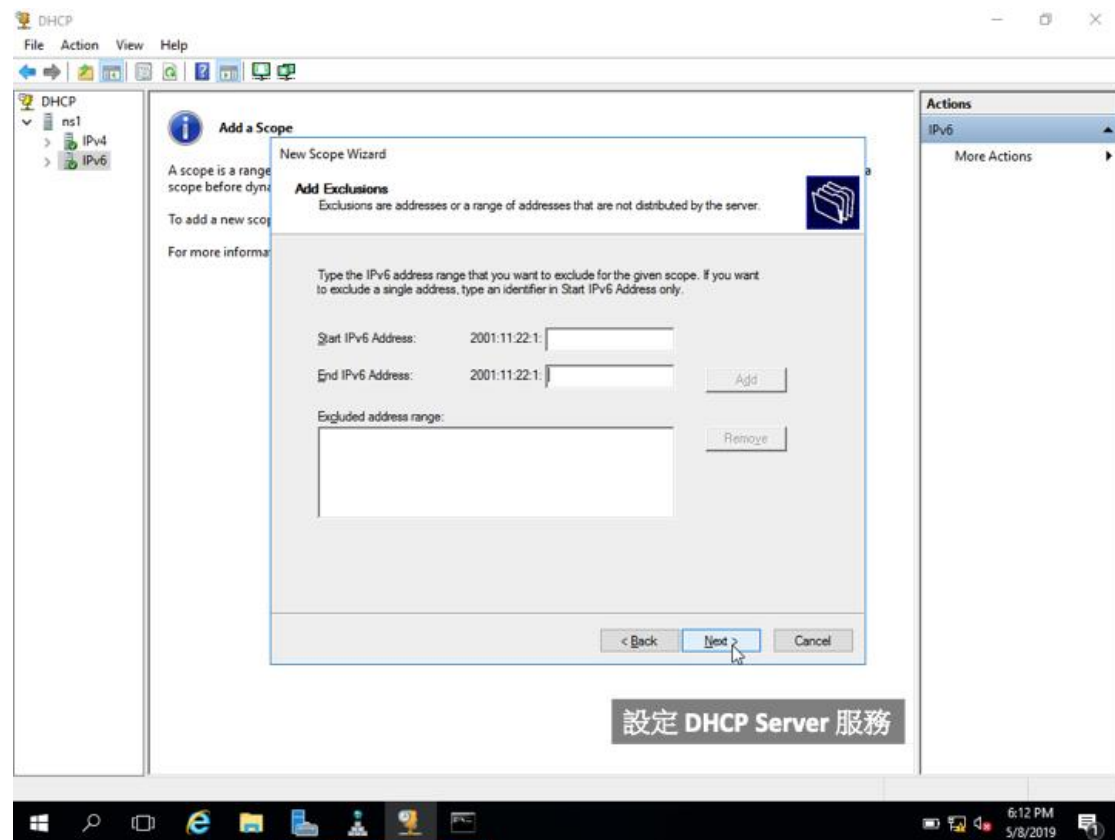 DHCP
File Action View Help
DHCP
ns1
IPv4
IPv6
Add a Scope
A scope is a range
scope before dyna
To add a new scop
For more informa
a
New Scope Wizard
Add Exclusions
Exclusions are addresses or a range of addresses that are not distributed by the server.
Type the IPv6 address range that you want to exclude for the given scope. If you want
to exclude a single address, type an identifier in Start IPv6 Address only.
Start IPv6 Address: 2001:11:22:1:
End IPv6 Address: 2001:11:22:1:
Add
Excluded address range:
Remove
< Back Next > Cancel
Actions
IPv6
More Actions
設定 DHCP Server 服務
6:12 PM
5/8/2019
1